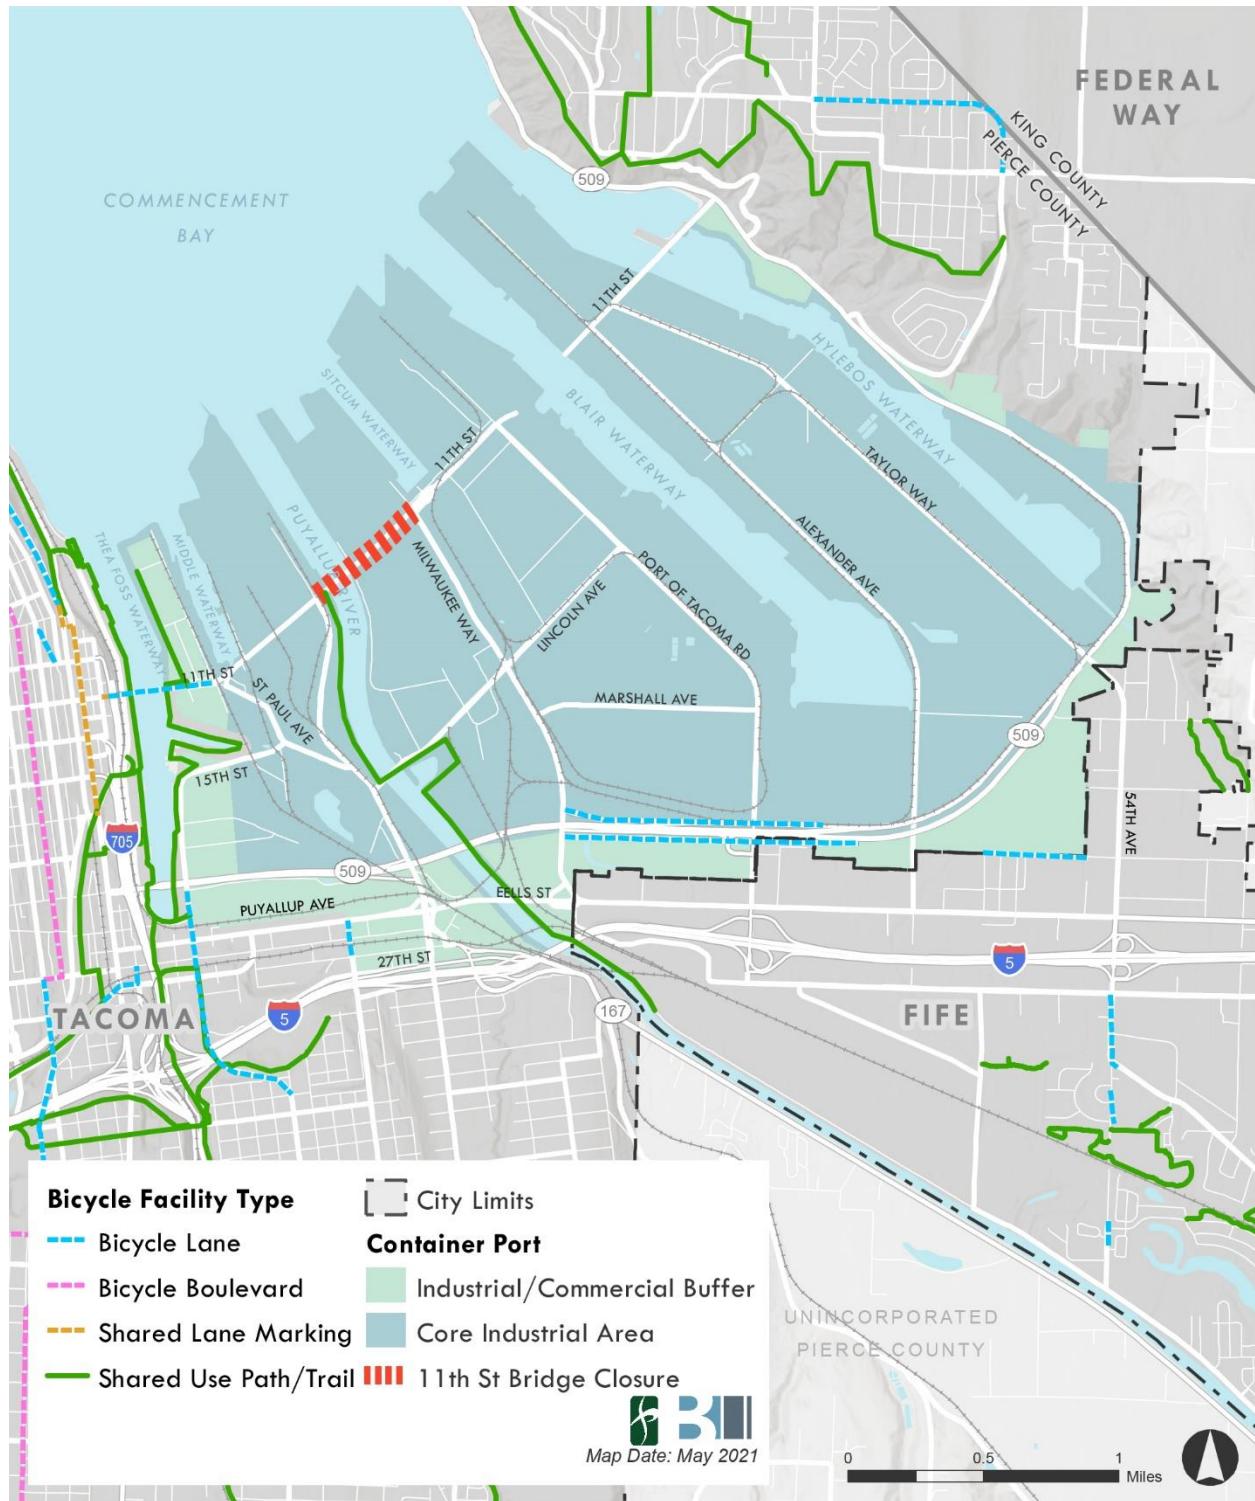 FEDERAL
WAY
KING COUNTY
PIERCE COUNTY
509
COMMENCEMENT
BAY
11TH ST
HYLEBOS WATERWAY
SITCUM WATERWAY
BLAIR WATERWAY
11TH ST
TAYLOR WAY
PUYALLUP RIVER
ALEXANDER AVE
THEA FOSS WATERWAY
MIDDLE WATERWAY
MILWAUKEE WAY
LINCOLN AVE
PORT OF TACOMA RD
11TH ST
ST PAUL AVE
MARSHALL AVE
509
15TH ST
54TH AVE
705
509
EELLS ST
PUYALLUP AVE
27TH ST
5
TACOMA
5
167
FIFE
Bicycle Facility Type
Bicycle Lane
Bicycle Boulevard
Shared Lane Marking
Shared Use Path/Trail
City Limits
Container Port
Industrial/Commercial Buffer
Core Industrial Area
11th St Bridge Closure
Map Date: May 2021
UNINCORPORATED
PIERCE COUNTY
0 0.5 1
Miles